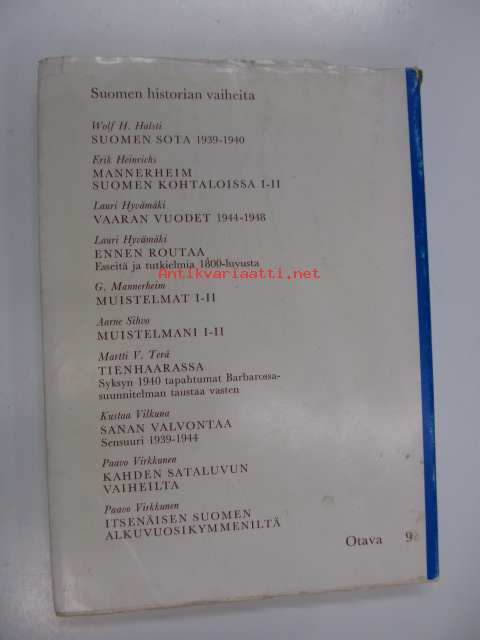 Suomen historian vaiheita
Wolf H. Halsti
SUOMEN SOTA 1939-1940
Erik Heinrichs
MANNERHEIM
SUOMEN KOHTALOISSA I-II
Lauri Hyvämäki
VAARAN VUODET 1944-1948
Lauri Hyvämäki
ENNEN ROUTAA
Esseitä ja tutkielmia 1800-luvusta
Antikvariaatti.net
G. Mannerheim
MUISTELMAT I-II
Aarne Sihvo
MUISTELMANI I-II
Martti V. Terä
TIENHAARASSA
Syksyn 1940 tapahtumat Barbarossa-
suunnitelman taustaa vasten
Kustaa Vilkuna
SANAN VALVONTAA
Sensuuri 1939-1944
Paavo Virkkunen
KAHDEN SATALUVUN
VAIHEILTA
Paavo Virkkunen
ITSENÄISEN SUOMEN
ALKUVUOSIKYMMENILTÄ
Otava 9